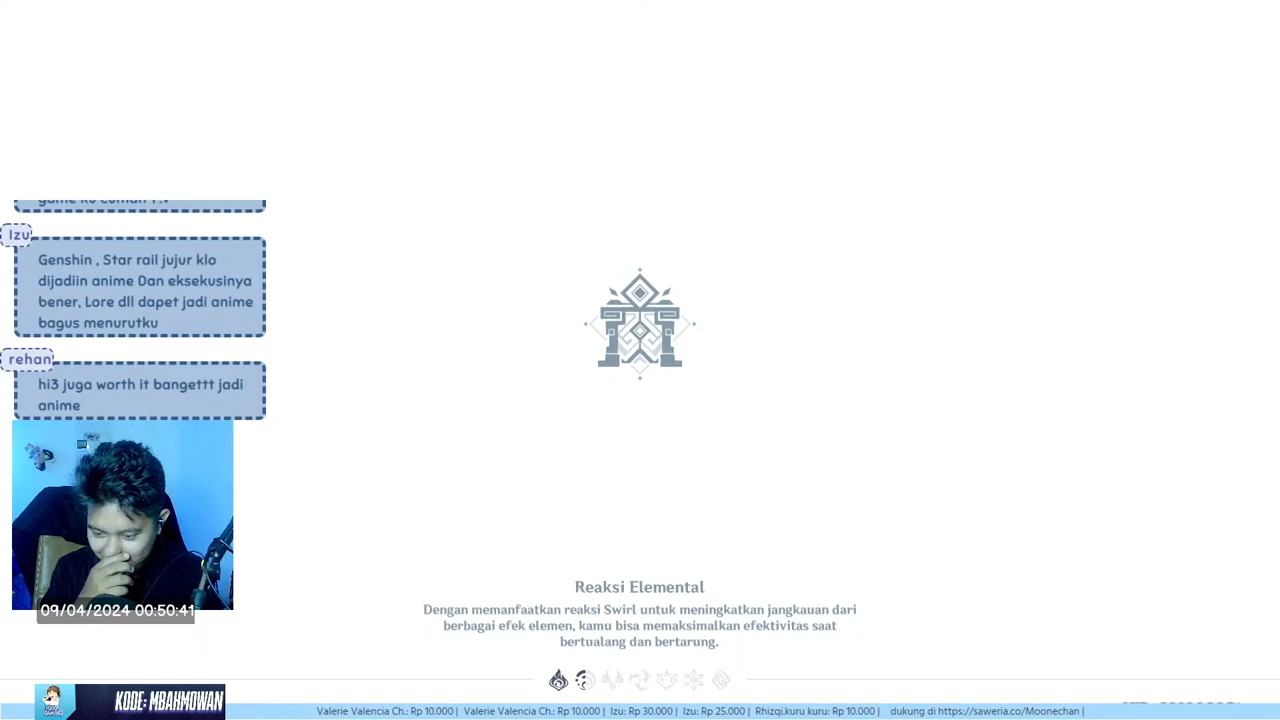 Izu
Genshin , Star rail jujur klo
dijadiin anime Dan eksekusinya
bener, Lore dll dapet jadi anime
bagus menurutku
rehan
hi3 juga worth it bangettt jadi
anime
09/04/2024 00:50:41
Reaksi Elemental
Dengan memanfaatkan reaksi Swirl untuk meningkatkan jangkauan dari
berbagai efek elemen, kamu bisa memaksimalkan efektivitas saat
bertualang dan bertarung.
KODE: MBAHMOWAN
Valerie Valencia Ch.: Rp 10.000 | Valerie Valencia Ch.: Rp 10.000 | Izu: Rp 30.000 | Izu: Rp 25.000 | Rhizqi.kuru kuru: Rp 10.000 | dukung di https://saweria.co/Moonechan |